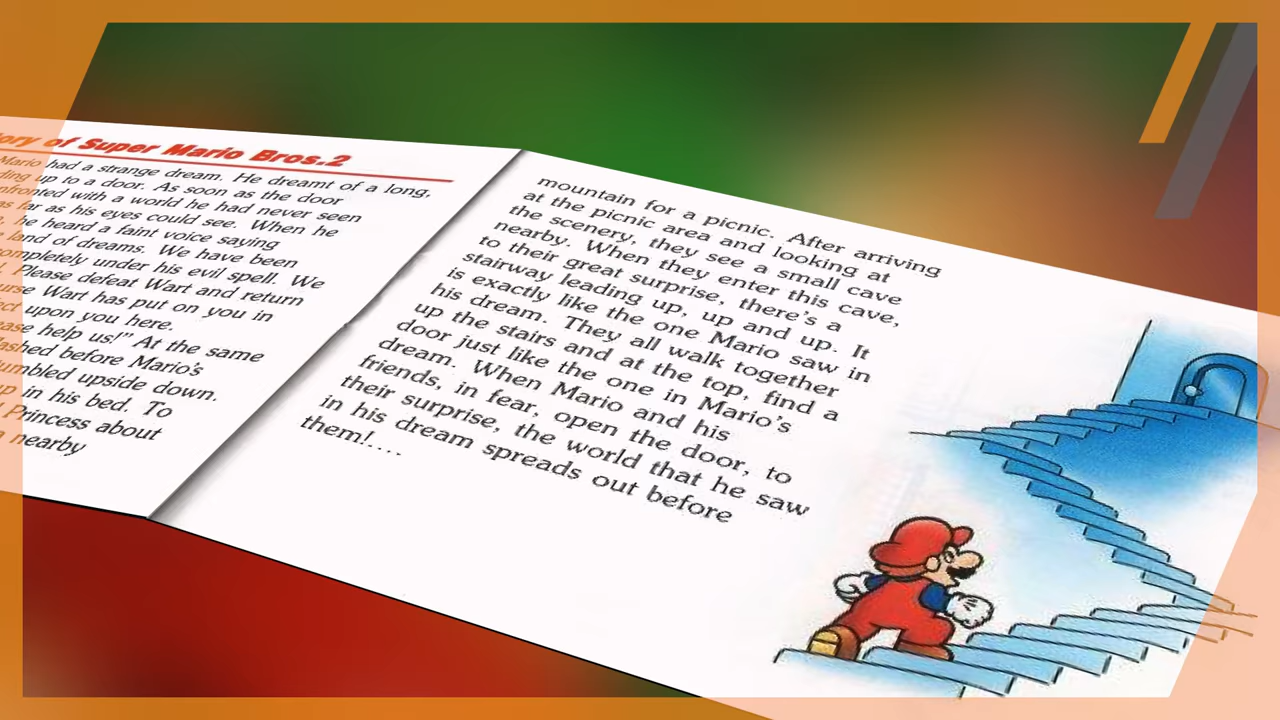 of Super Mario Bros.2
Mario had a strange dream. He dreamt of a long,
up to a door. As soon as the door
with a world he had never seen
as far as his eyes could see. When he
he heard a faint voice saying
land of dreams. We have been
completely under his evil spell. We
Please defeat Wart and return
Wart has put on you in
upon you here.
help us!" At the same
before Mario's
upside down.
in his bed. To
Princess about
nearby
mountain for a picnic. After arriving
at the picnic area and looking at
the scenery, they see a small cave
nearby. When they enter this cave,
to their great surprise, there's a
stairway leading up, up and up. It
is exactly like the one Mario saw in
his dream. They all walk together
up the stairs and at the top, find a
door just like the one in Mario's
dream. When Mario and his
friends, in fear, open the door, to
their surprise, the world that he saw
in his dream spreads out before
them!....